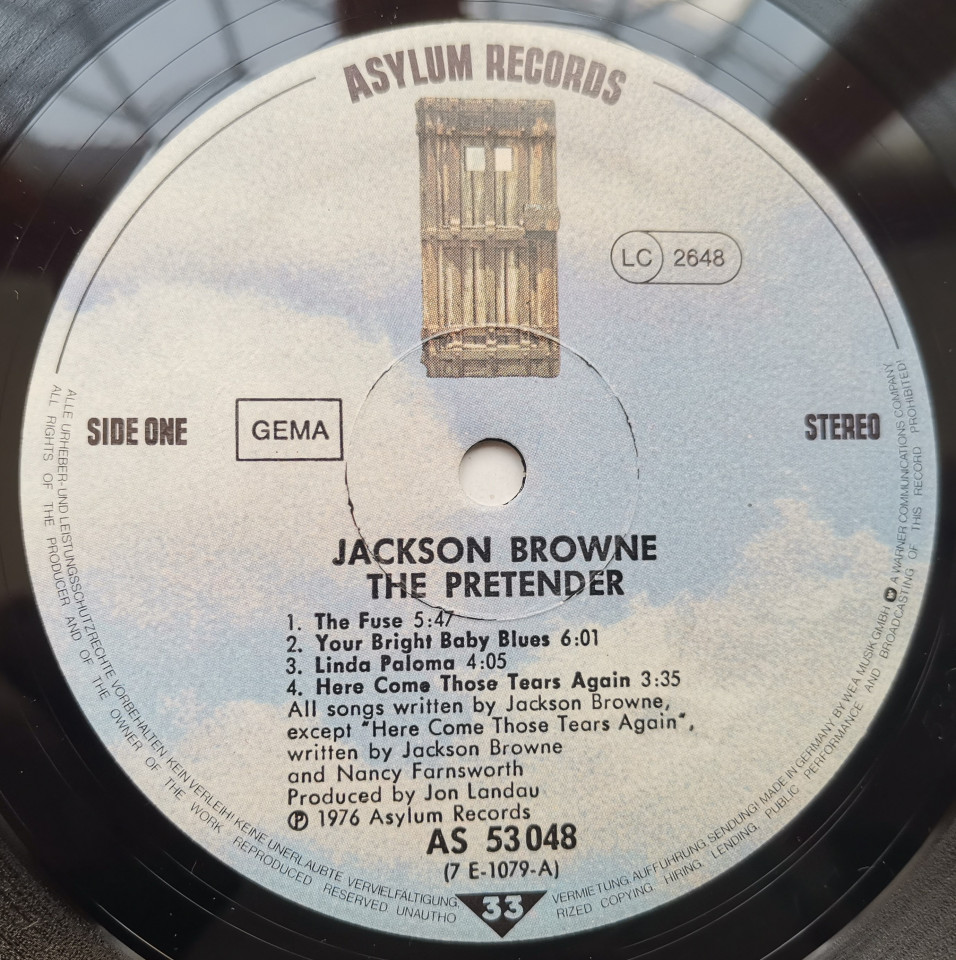 ASYLUM RECORDS
LC 2648
SIDE ONE
GEMA
STEREO
JACKSON BROWNE
THE PRETENDER
1. The Fuse 5:47
2. Your Bright Baby Blues 6:01
3. Linda Paloma 4:05
4. Here Come Those Tears Again 3:35
All songs written by Jackson Browne,
except "Here Come Those Tears Again",
written by Jackson Browne
and Nancy Farnsworth
Produced by Jon Landau
℗ 1976 Asylum Records
AS 53048
(7 E-1079-A)
33
ALLE URHEBER- UND LEISTUNGSSCHUTZRECHTE VORBEHALTEN KEIN VERLEIH! KEINE UNERLAUBTE VERVIELFÄLTIGUNG, VERMIETUNG, AUFFÜHRUNG, SENDUNG! MADE IN GERMANY BY WEA MUSIK GMBH A WARNER COMMUNICATIONS COMPANY
ALL RIGHTS OF THE PRODUCER AND OF THE OWNER OF THE WORK REPRODUCED RESERVED UNAUTHORIZED COPYING, HIRING, LENDING, PUBLIC PERFORMANCE AND BROADCASTING OF THIS RECORD PROHIBITED!